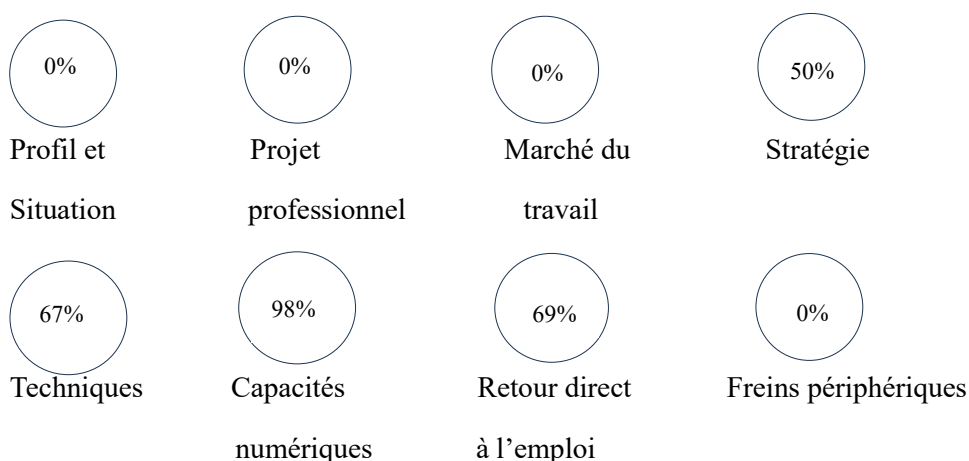 0% 0% 0% 50%
Profil et Projet Marché du Stratégie
Situation professionnel travail
67% 98% 69% 0%
Techniques Capacités Retour direct Freins périphériques
numériques à l’emploi